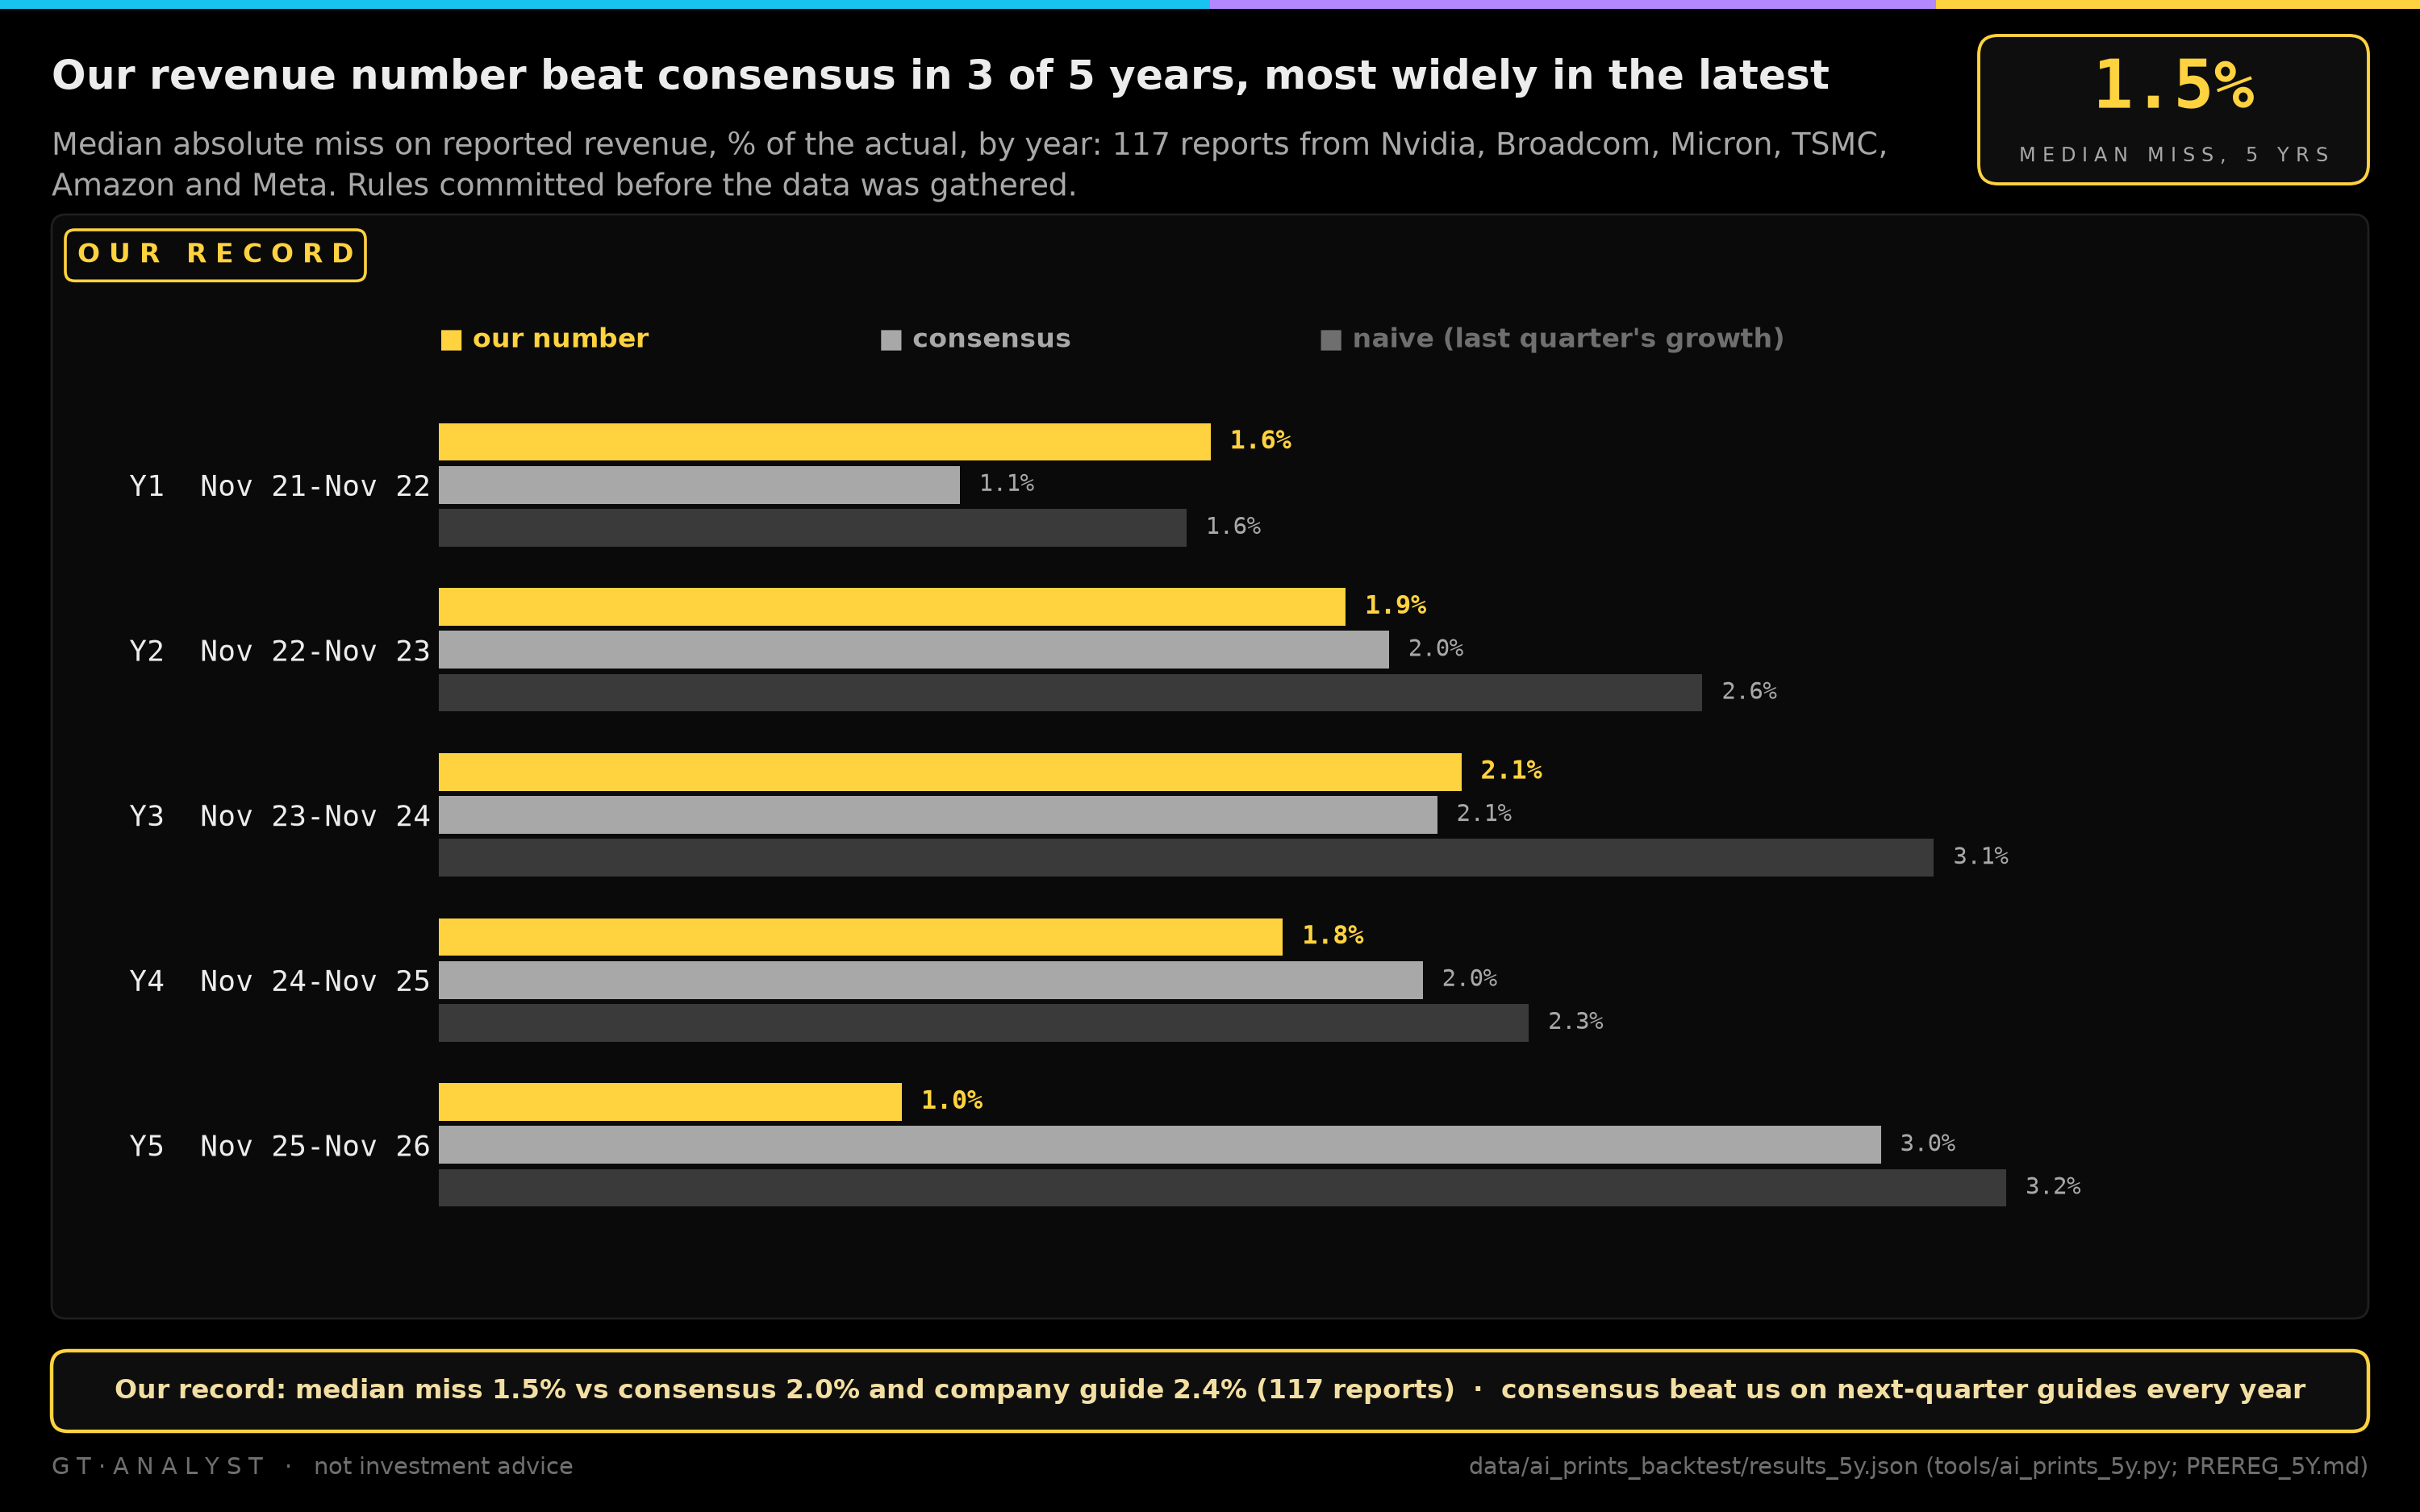 Our revenue number beat consensus in 3 of 5 years, most widely in the latest
1.5%
MEDIAN MISS, 5 YRS
Median absolute miss on reported revenue, % of the actual, by year: 117 reports from Nvidia, Broadcom, Micron, TSMC,
Amazon and Meta. Rules committed before the data was gathered.
OUR RECORD
our number
consensus
naive (last quarter's growth)
Y1 Nov 21-Nov 22
1.6%
1.1%
1.6%
Y2 Nov 22-Nov 23
1.9%
2.0%
2.6%
Y3 Nov 23-Nov 24
2.1%
2.1%
3.1%
Y4 Nov 24-Nov 25
1.8%
2.0%
2.3%
Y5 Nov 25-Nov 26
1.0%
3.0%
3.2%
Our record: median miss 1.5% vs consensus 2.0% and company guide 2.4% (117 reports) · consensus beat us on next-quarter guides every year
GT·ANALYST · not investment advice
data/ai_prints_backtest/results_5y.json (tools/ai_prints_5y.py; PREREG_5Y.md)